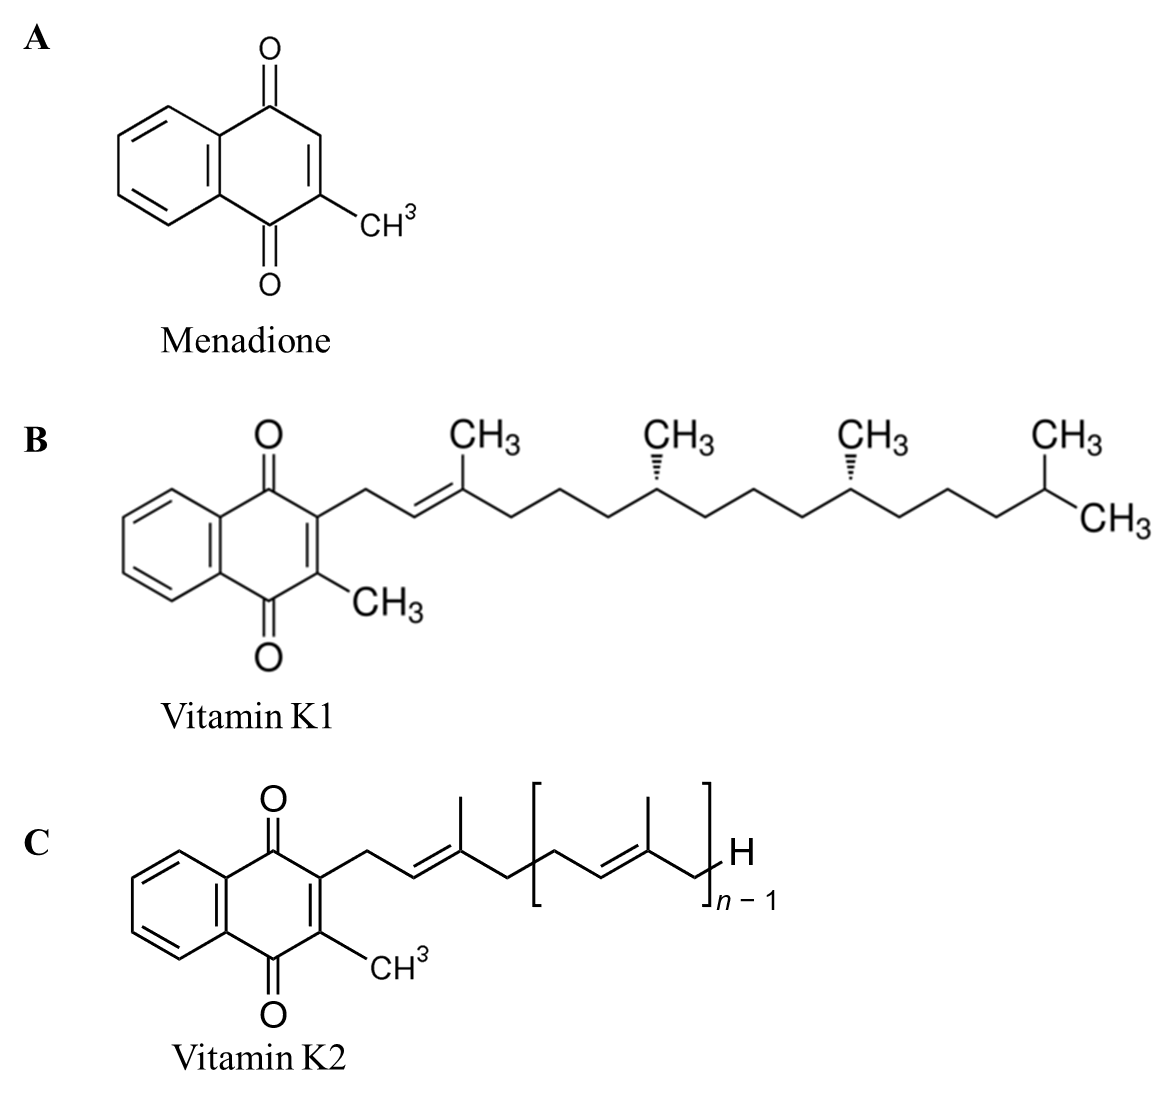 A
O
CH³
O
Menadione
B
O
CH₃ CH₃ CH₃ CH₃
CH₃
CH₃
O
Vitamin K1
C
O
H
n − 1
CH³
O
Vitamin K2